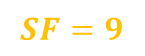 SF = 9